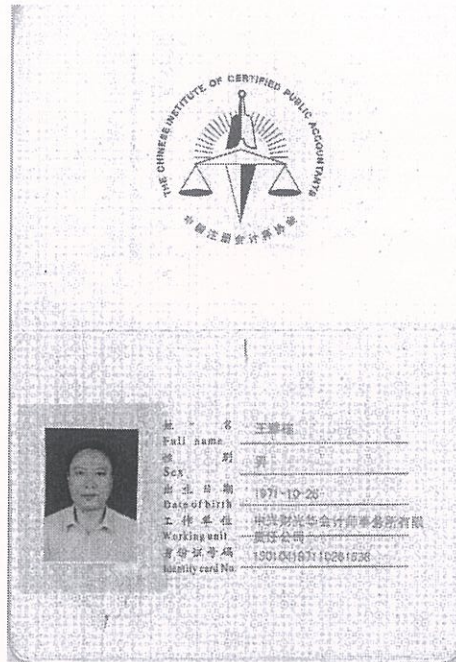 THE CHINESE INSTITUTE OF CERTIFIED PUBLIC ACCOUNTANTS
中国注册会计师协会
姓 名
Full name
性 别
Sex 男
出 生 日 期
Date of birth 1971-10-26
工 作 单 位 中兴财光华会计师事务所有限
Working unit 责任公司
身份证号码
Identity card No.